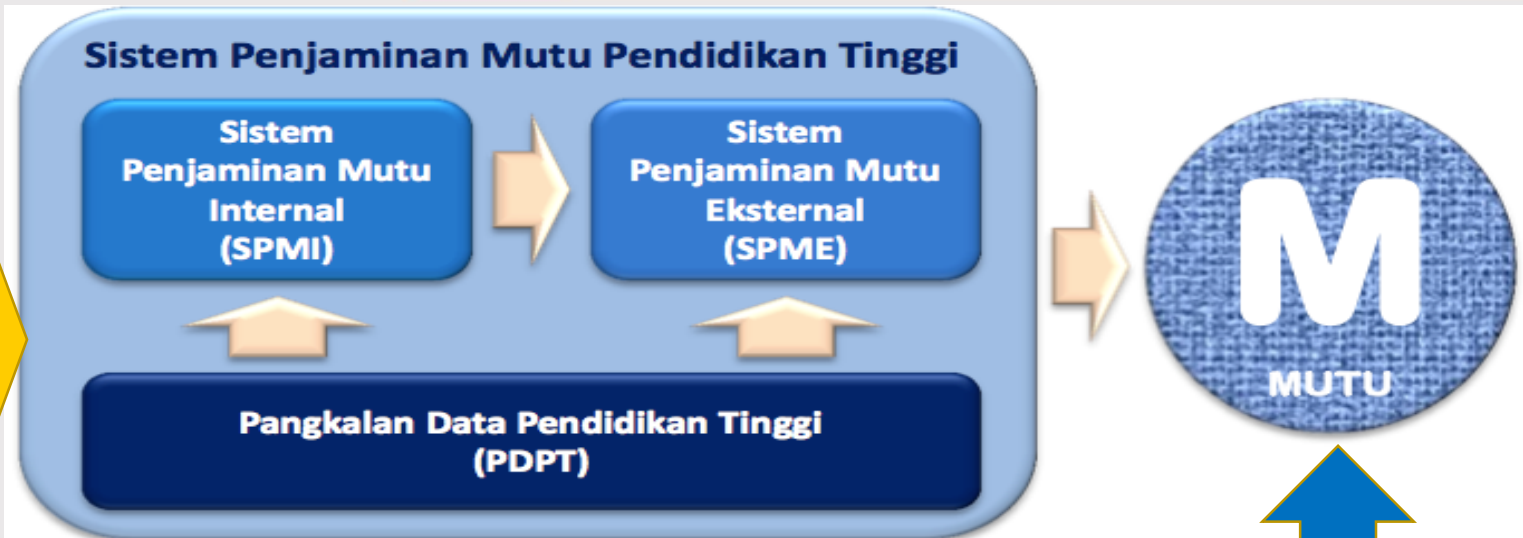 Sistem Penjaminan Mutu Pendidikan Tinggi
Sistem
Penjaminan Mutu
Internal
(SPMI)
Sistem
Penjaminan Mutu
Eksternal
(SPME)
Pangkalan Data Pendidikan Tinggi
(PDPT)
M
MUTU